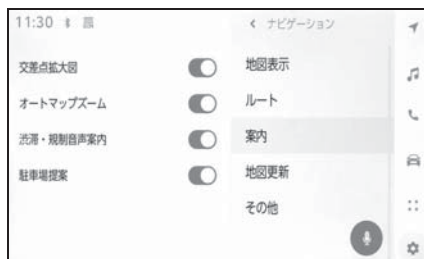 11:30
交差点拡大図
オートマップズーム
渋滞・規制音声案内
駐車場提案
ナビゲーション
地図表示
ルート
案内
地図更新
その他